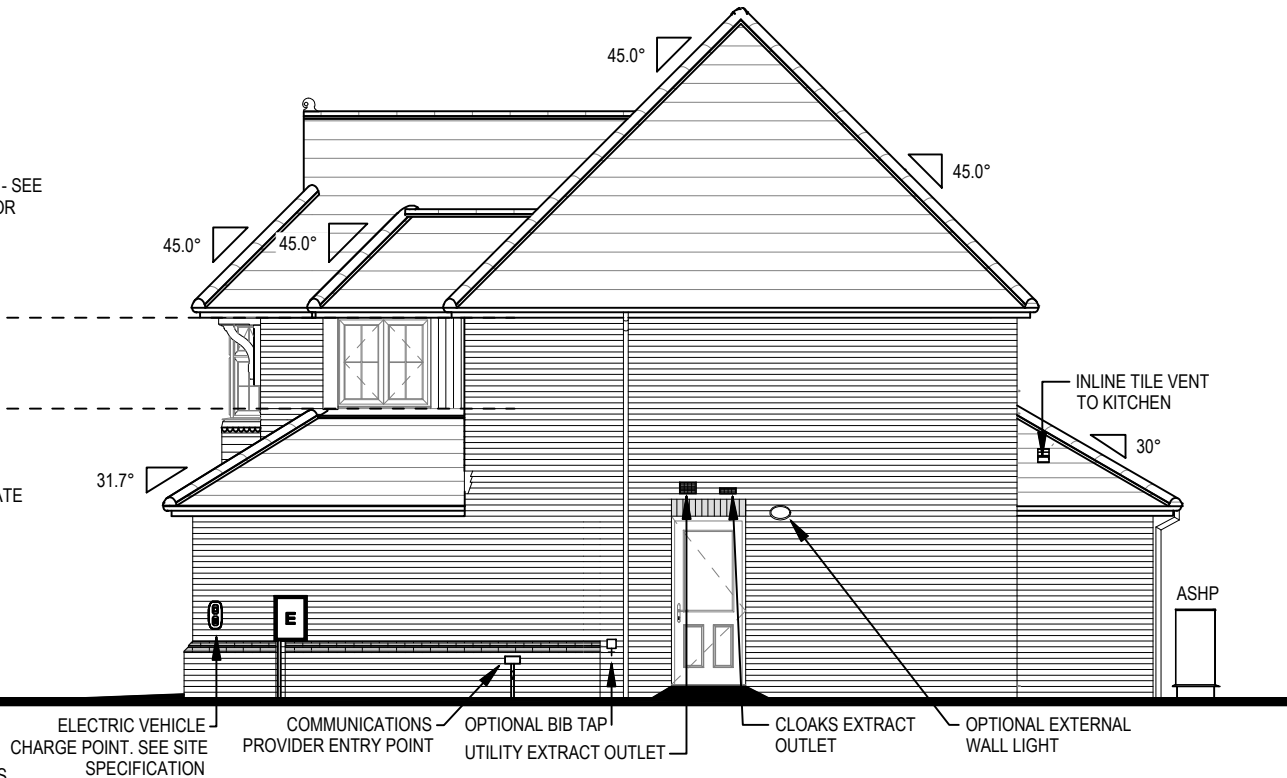 45.0°
45.0°
- SEE
OR
45.0°
45.0°
INLINE TILE VENT
TO KITCHEN
30°
31.7°
ATE
ASHP
E
ELECTRIC VEHICLE
CHARGE POINT. SEE SITE
SPECIFICATION
COMMUNICATIONS
PROVIDER ENTRY POINT
OPTIONAL BIB TAP
UTILITY EXTRACT OUTLET
CLOAKS EXTRACT
OUTLET
OPTIONAL EXTERNAL
WALL LIGHT
S